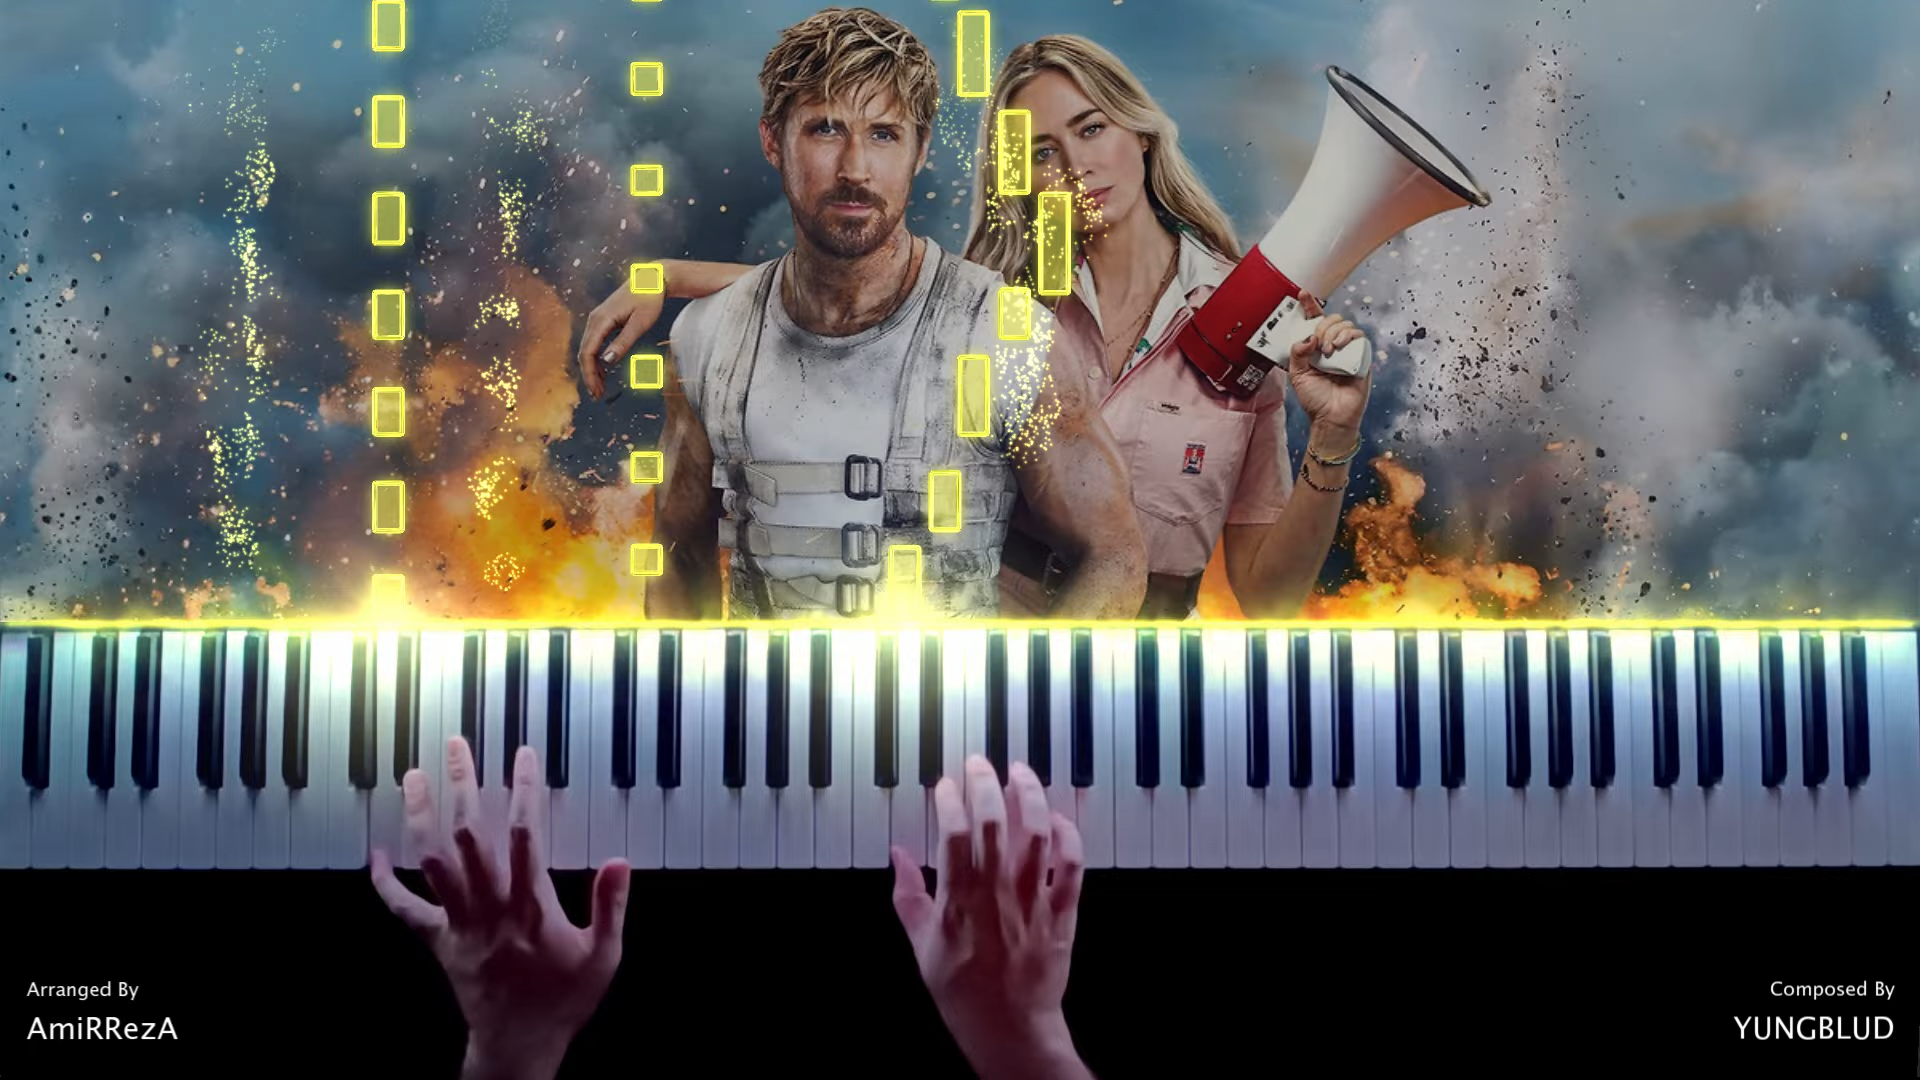 Arranged By
AmiRRezA
Composed By
YUNGBLUD